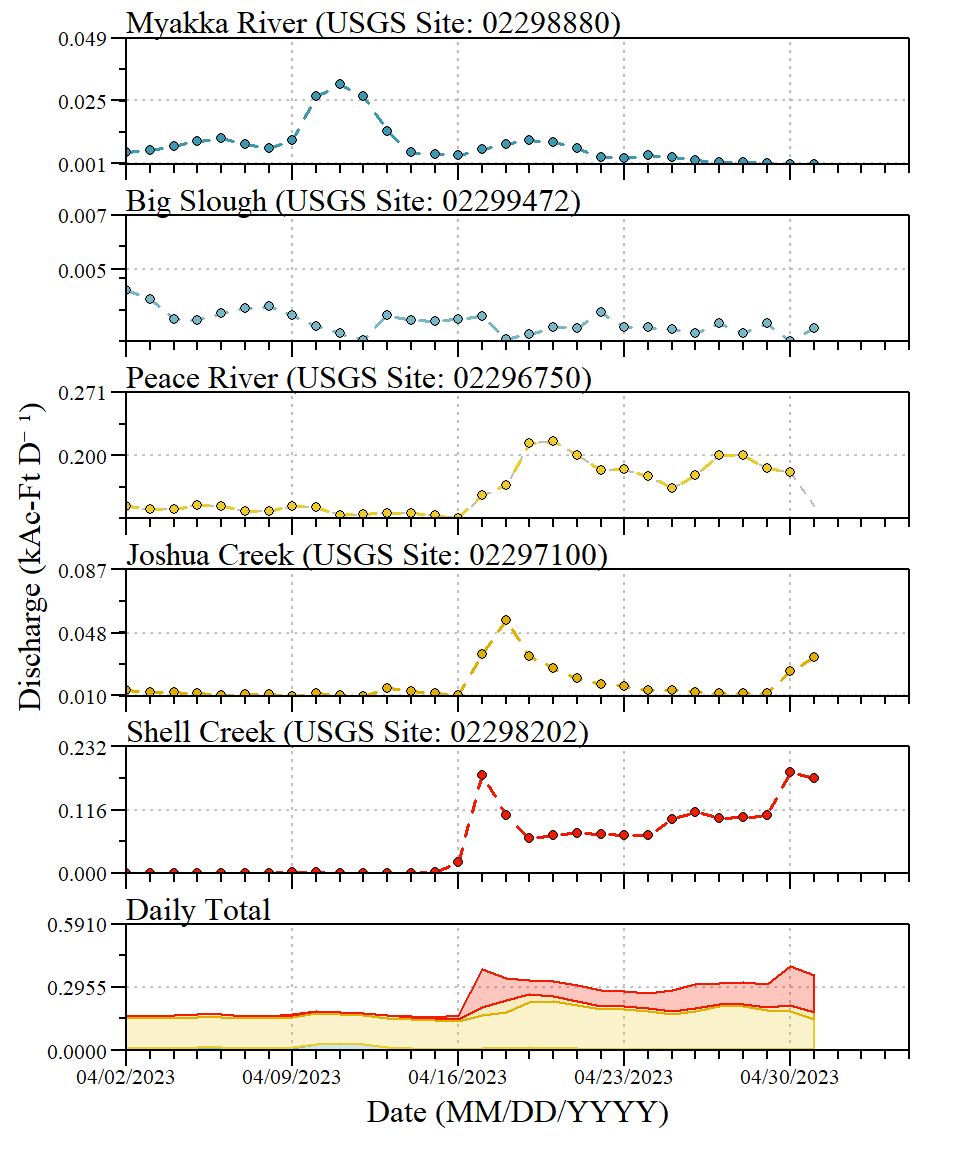 Myakka River (USGS Site: 02298880)
0.049
0.025
0.001
Big Slough (USGS Site: 02299472)
0.007
0.005
Peace River (USGS Site: 02296750)
0.271
0.200
Joshua Creek (USGS Site: 02297100)
0.087
0.048
0.010
Shell Creek (USGS Site: 02298202)
0.232
0.116
0.000
Daily Total
0.5910
0.2955
0.0000
Discharge (kAc-Ft D⁻¹)
04/02/2023 04/09/2023 04/16/2023 04/23/2023 04/30/2023
Date (MM/DD/YYYY)